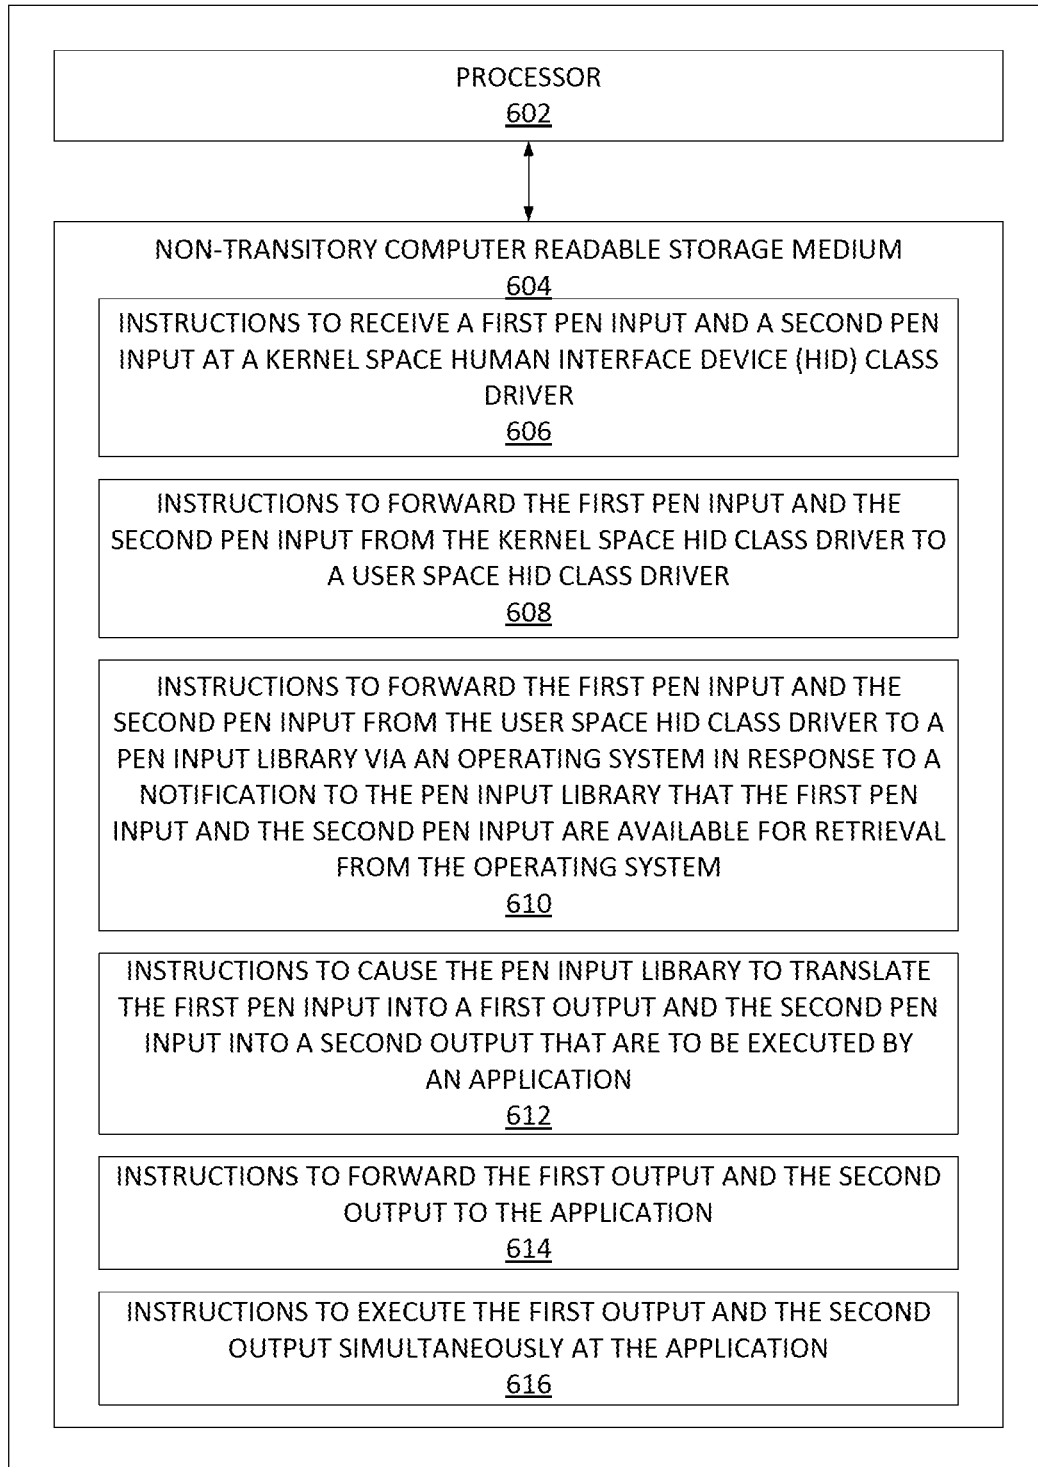 PROCESSOR
602
NON-TRANSITORY COMPUTER READABLE STORAGE MEDIUM
604
INSTRUCTIONS TO RECEIVE A FIRST PEN INPUT AND A SECOND PEN
INPUT AT A KERNEL SPACE HUMAN INTERFACE DEVICE (HID) CLASS
DRIVER
606
INSTRUCTIONS TO FORWARD THE FIRST PEN INPUT AND THE
SECOND PEN INPUT FROM THE KERNEL SPACE HID CLASS DRIVER TO
A USER SPACE HID CLASS DRIVER
608
INSTRUCTIONS TO FORWARD THE FIRST PEN INPUT AND THE
SECOND PEN INPUT FROM THE USER SPACE HID CLASS DRIVER TO A
PEN INPUT LIBRARY VIA AN OPERATING SYSTEM IN RESPONSE TO A
NOTIFICATION TO THE PEN INPUT LIBRARY THAT THE FIRST PEN
INPUT AND THE SECOND PEN INPUT ARE AVAILABLE FOR RETRIEVAL
FROM THE OPERATING SYSTEM
610
INSTRUCTIONS TO CAUSE THE PEN INPUT LIBRARY TO TRANSLATE
THE FIRST PEN INPUT INTO A FIRST OUTPUT AND THE SECOND PEN
INPUT INTO A SECOND OUTPUT THAT ARE TO BE EXECUTED BY
AN APPLICATION
612
INSTRUCTIONS TO FORWARD THE FIRST OUTPUT AND THE SECOND
OUTPUT TO THE APPLICATION
614
INSTRUCTIONS TO EXECUTE THE FIRST OUTPUT AND THE SECOND
OUTPUT SIMULTANEOUSLY AT THE APPLICATION
616